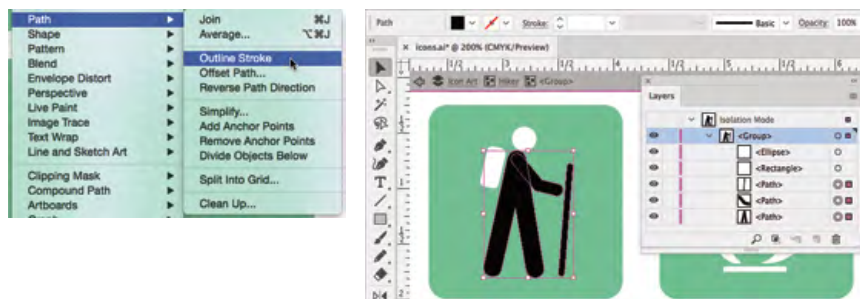 Path
Join ⌘J
Shape
Average... ⌥⌘J
Pattern
Blend
Outline Stroke
Envelope Distort
Offset Path...
Perspective
Reverse Path Direction
Live Paint
Simplify...
Image Trace
Add Anchor Points
Text Wrap
Remove Anchor Points
Line and Sketch Art
Divide Objects Below
Clipping Mask
Split Into Grid...
Compound Path
Artboards
Clean Up...
Path
Stroke:
Basic
Opacity: 100%
× icons.ai* @ 200% (CMYK/Preview)
Icon Art Hiker <Group>
Layers
Isolation Mode
<Group>
<Ellipse>
<Rectangle>
<Path>
<Path>
<Path>